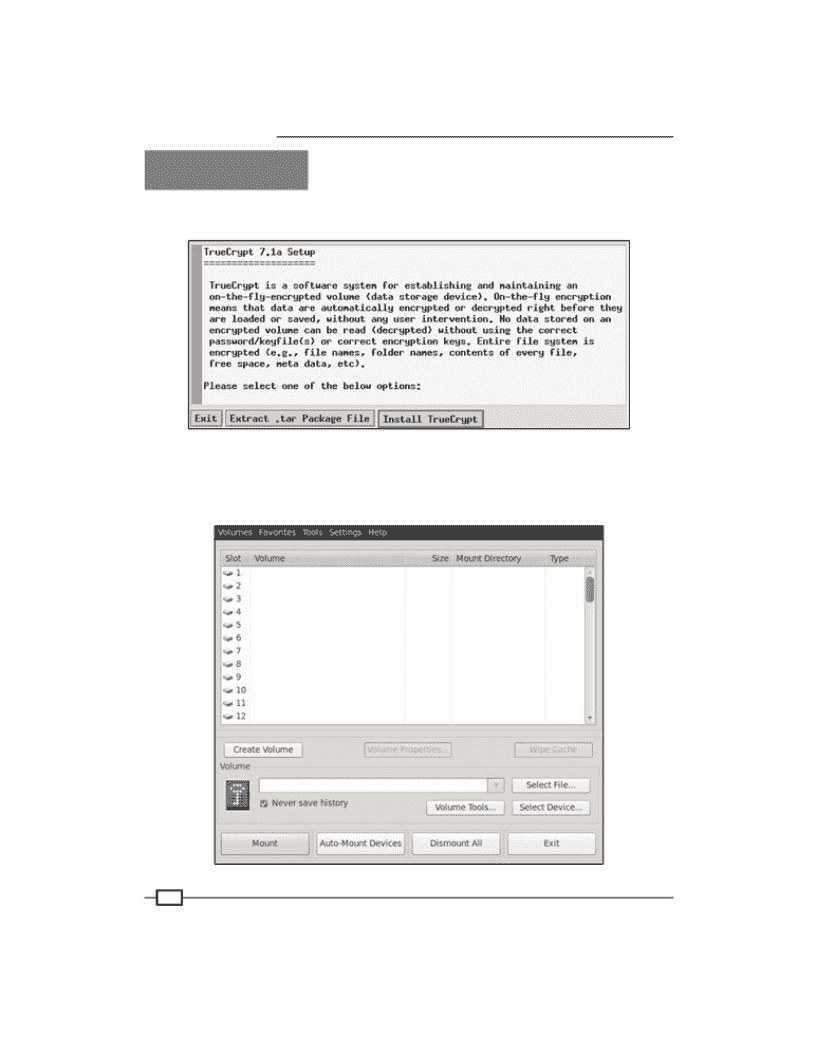 TrueCrypt 7.1a Setup
====================
TrueCrypt is a software system for establishing and maintaining an
on-the-fly-encrypted volume (data storage device). On-the-fly encryption
means that data are automatically encrypted or decrypted right before they
are loaded or saved, without any user intervention. No data stored on an
encrypted volume can be read (decrypted) without using the correct
password/keyfile(s) or correct encryption keys. Entire file system is
encrypted (e.g., file names, folder names, contents of every file,
free space, meta data, etc).
Please select one of the below options:
Exit Extract .tar Package File Install TrueCrypt
Volumes Favorites Tools Settings Help
Slot Volume Size Mount Directory Type
1
2
3
4
5
6
7
8
9
10
11
12
Create Volume Volume Properties... Wipe Cache
Volume
Select File...
Never save history
Volume Tools... Select Device...
Mount Auto-Mount Devices Dismount All Exit